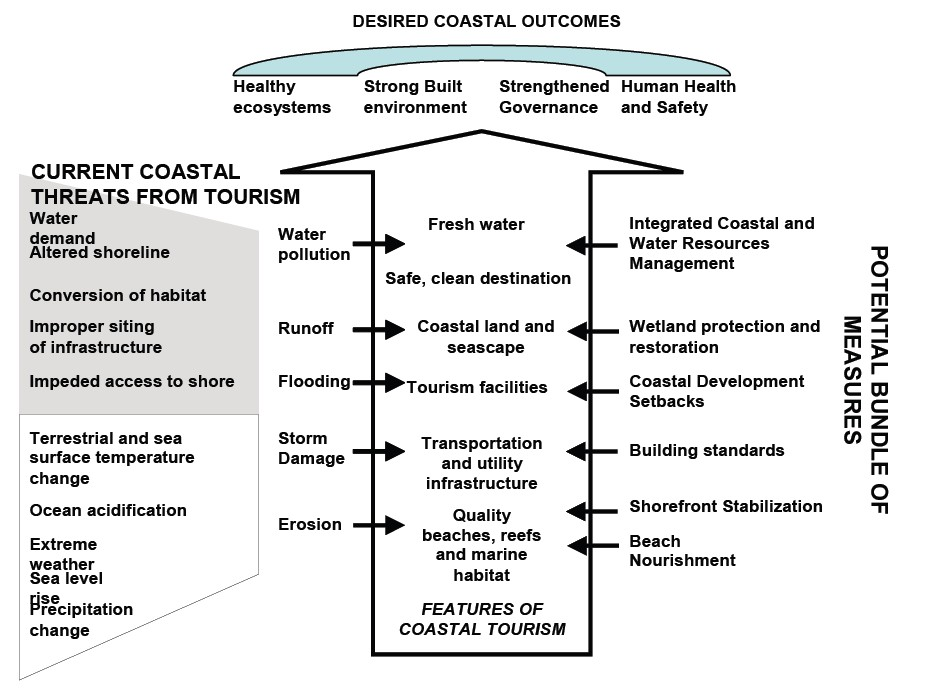 DESIRED COASTAL OUTCOMES
Healthy
ecosystems
Strong Built
environment
Strengthened
Governance
Human Health
and Safety
CURRENT COASTAL
THREATS FROM TOURISM
Water
demand
Altered shoreline
Conversion of habitat
Improper siting
of infrastructure
Impeded access to shore
Terrestrial and sea
surface temperature
change
Ocean acidification
Extreme
weather
Sea level
rise
Precipitation
change
Water
pollution
Runoff
Flooding
Storm
Damage
Erosion
Fresh water
Safe, clean destination
Coastal land and
seascape
Tourism facilities
Transportation
and utility
infrastructure
Quality
beaches, reefs
and marine
habitat
FEATURES OF
COASTAL TOURISM
Integrated Coastal and
Water Resources
Management
Wetland protection and
restoration
Coastal Development
Setbacks
Building standards
Shorefront Stabilization
Beach
Nourishment
POTENTIAL BUNDLE OF
MEASURES